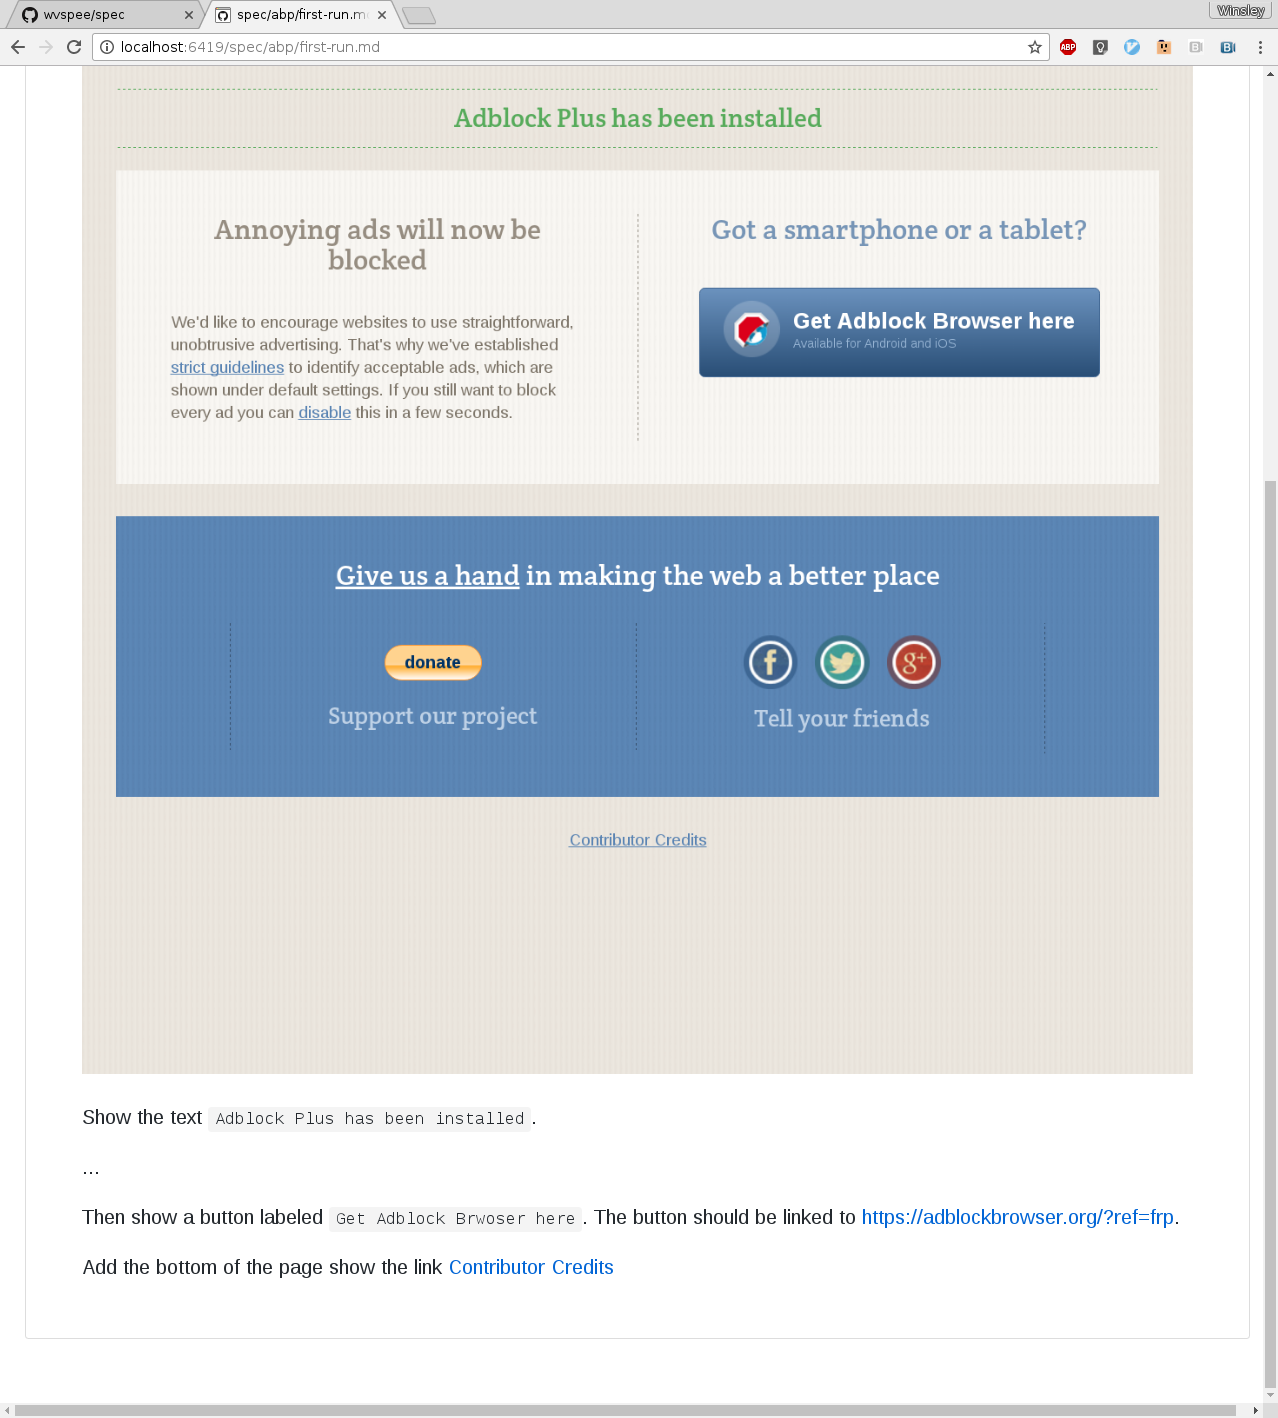 wvspee/spec
spec/abp/first-run.m
Winsley
localhost:6419/spec/abp/first-run.md
ABP
Adblock Plus has been installed
Annoying ads will now be
blocked
We'd like to encourage websites to use straightforward,
unobtrusive advertising. That's why we've established
strict guidelines to identify acceptable ads, which are
shown under default settings. If you still want to block
every ad you can disable this in a few seconds.
Got a smartphone or a tablet?
Get Adblock Browser here
Available for Android and iOS
Give us a hand in making the web a better place
donate
Support our project
Tell your friends
Contributor Credits
Show the text Adblock Plus has been installed.
...
Then show a button labeled Get Adblock Brwoser here. The button should be linked to https://adblockbrowser.org/?ref=frp.
Add the bottom of the page show the link Contributor Credits